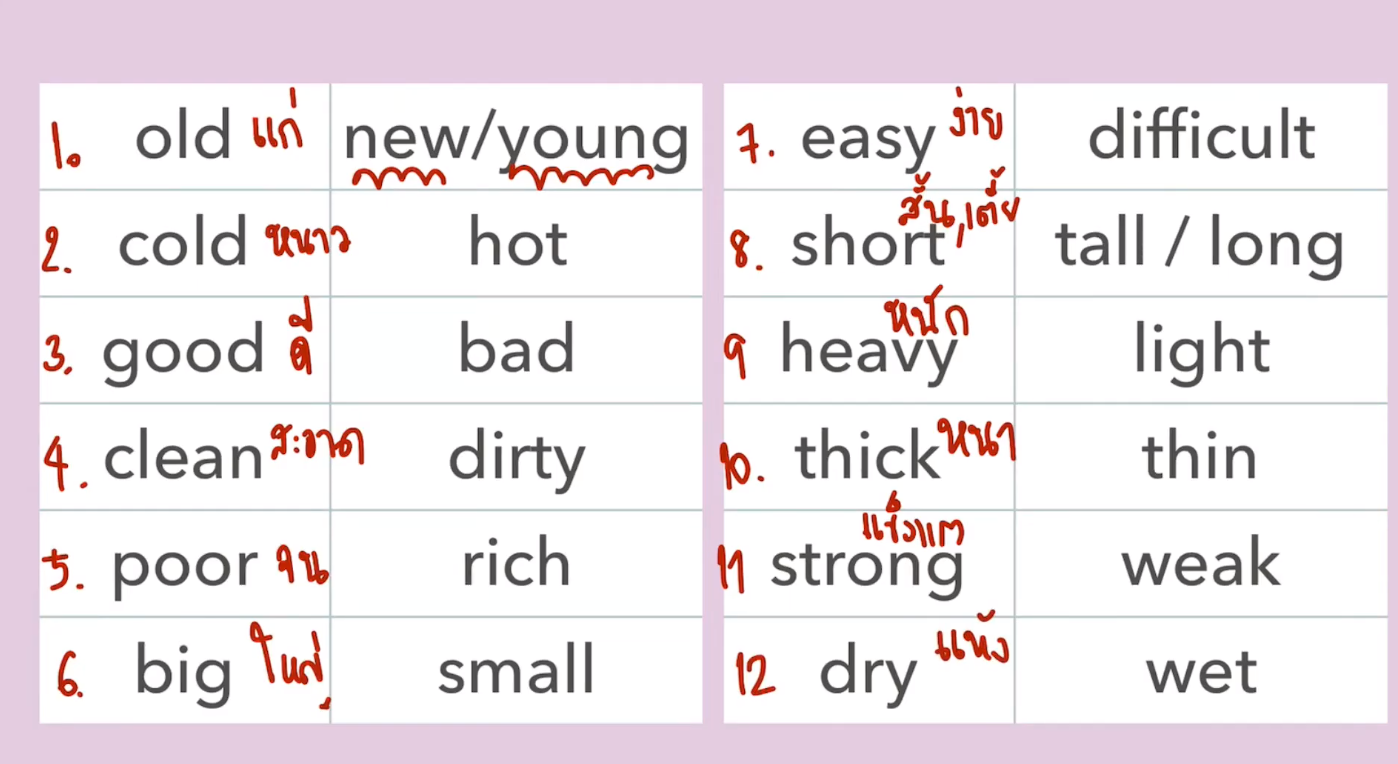 1. old แก่ new/young
2. cold หนาว hot
3. good ดี bad
4. clean สะอาด dirty
5. poor จน rich
6. big ใหญ่ small
7. easy ง่าย difficult
8. short สั้น, เตี้ย tall / long
9 heavy หนัก light
10. thick หนา thin
11 strong แข็งแรง weak
12 dry แห้ง wet